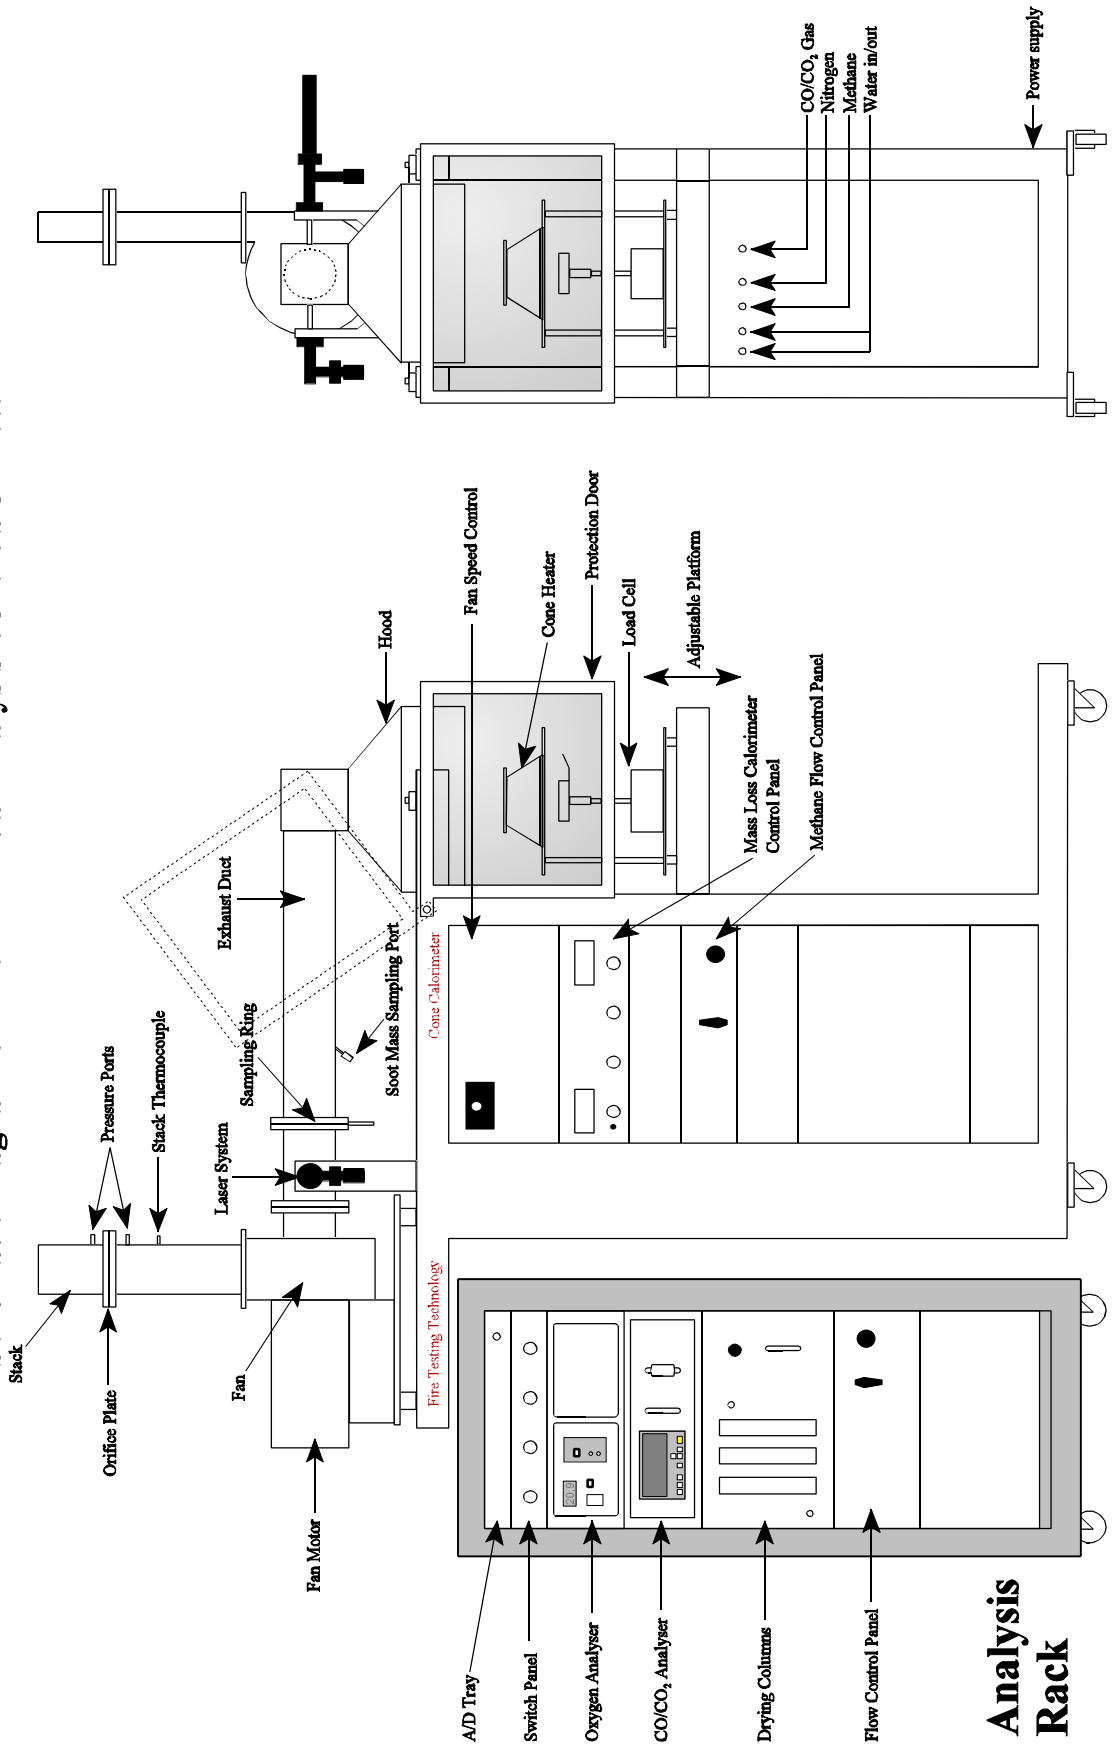 Stack
Orifice Plate
Pressure Ports
Stack Thermocouple
Fan
Fan Motor
Laser System
Sampling Ring
Exhaust Duct
Soot Mass Sampling Port
Hood
Fire Testing Technology
Cone Calorimeter
Fan Speed Control
Cone Heater
Protection Door
Load Cell
Adjustable Platform
Mass Loss Calorimeter
Control Panel
Methane Flow Control Panel
A/D Tray
Switch Panel
Oxygen Analyser
20.9
CO/CO₂ Analyser
Drying Columns
Flow Control Panel
Analysis
Rack
CO/CO₂ Gas
Nitrogen
Methane
Water in/out
Power supply